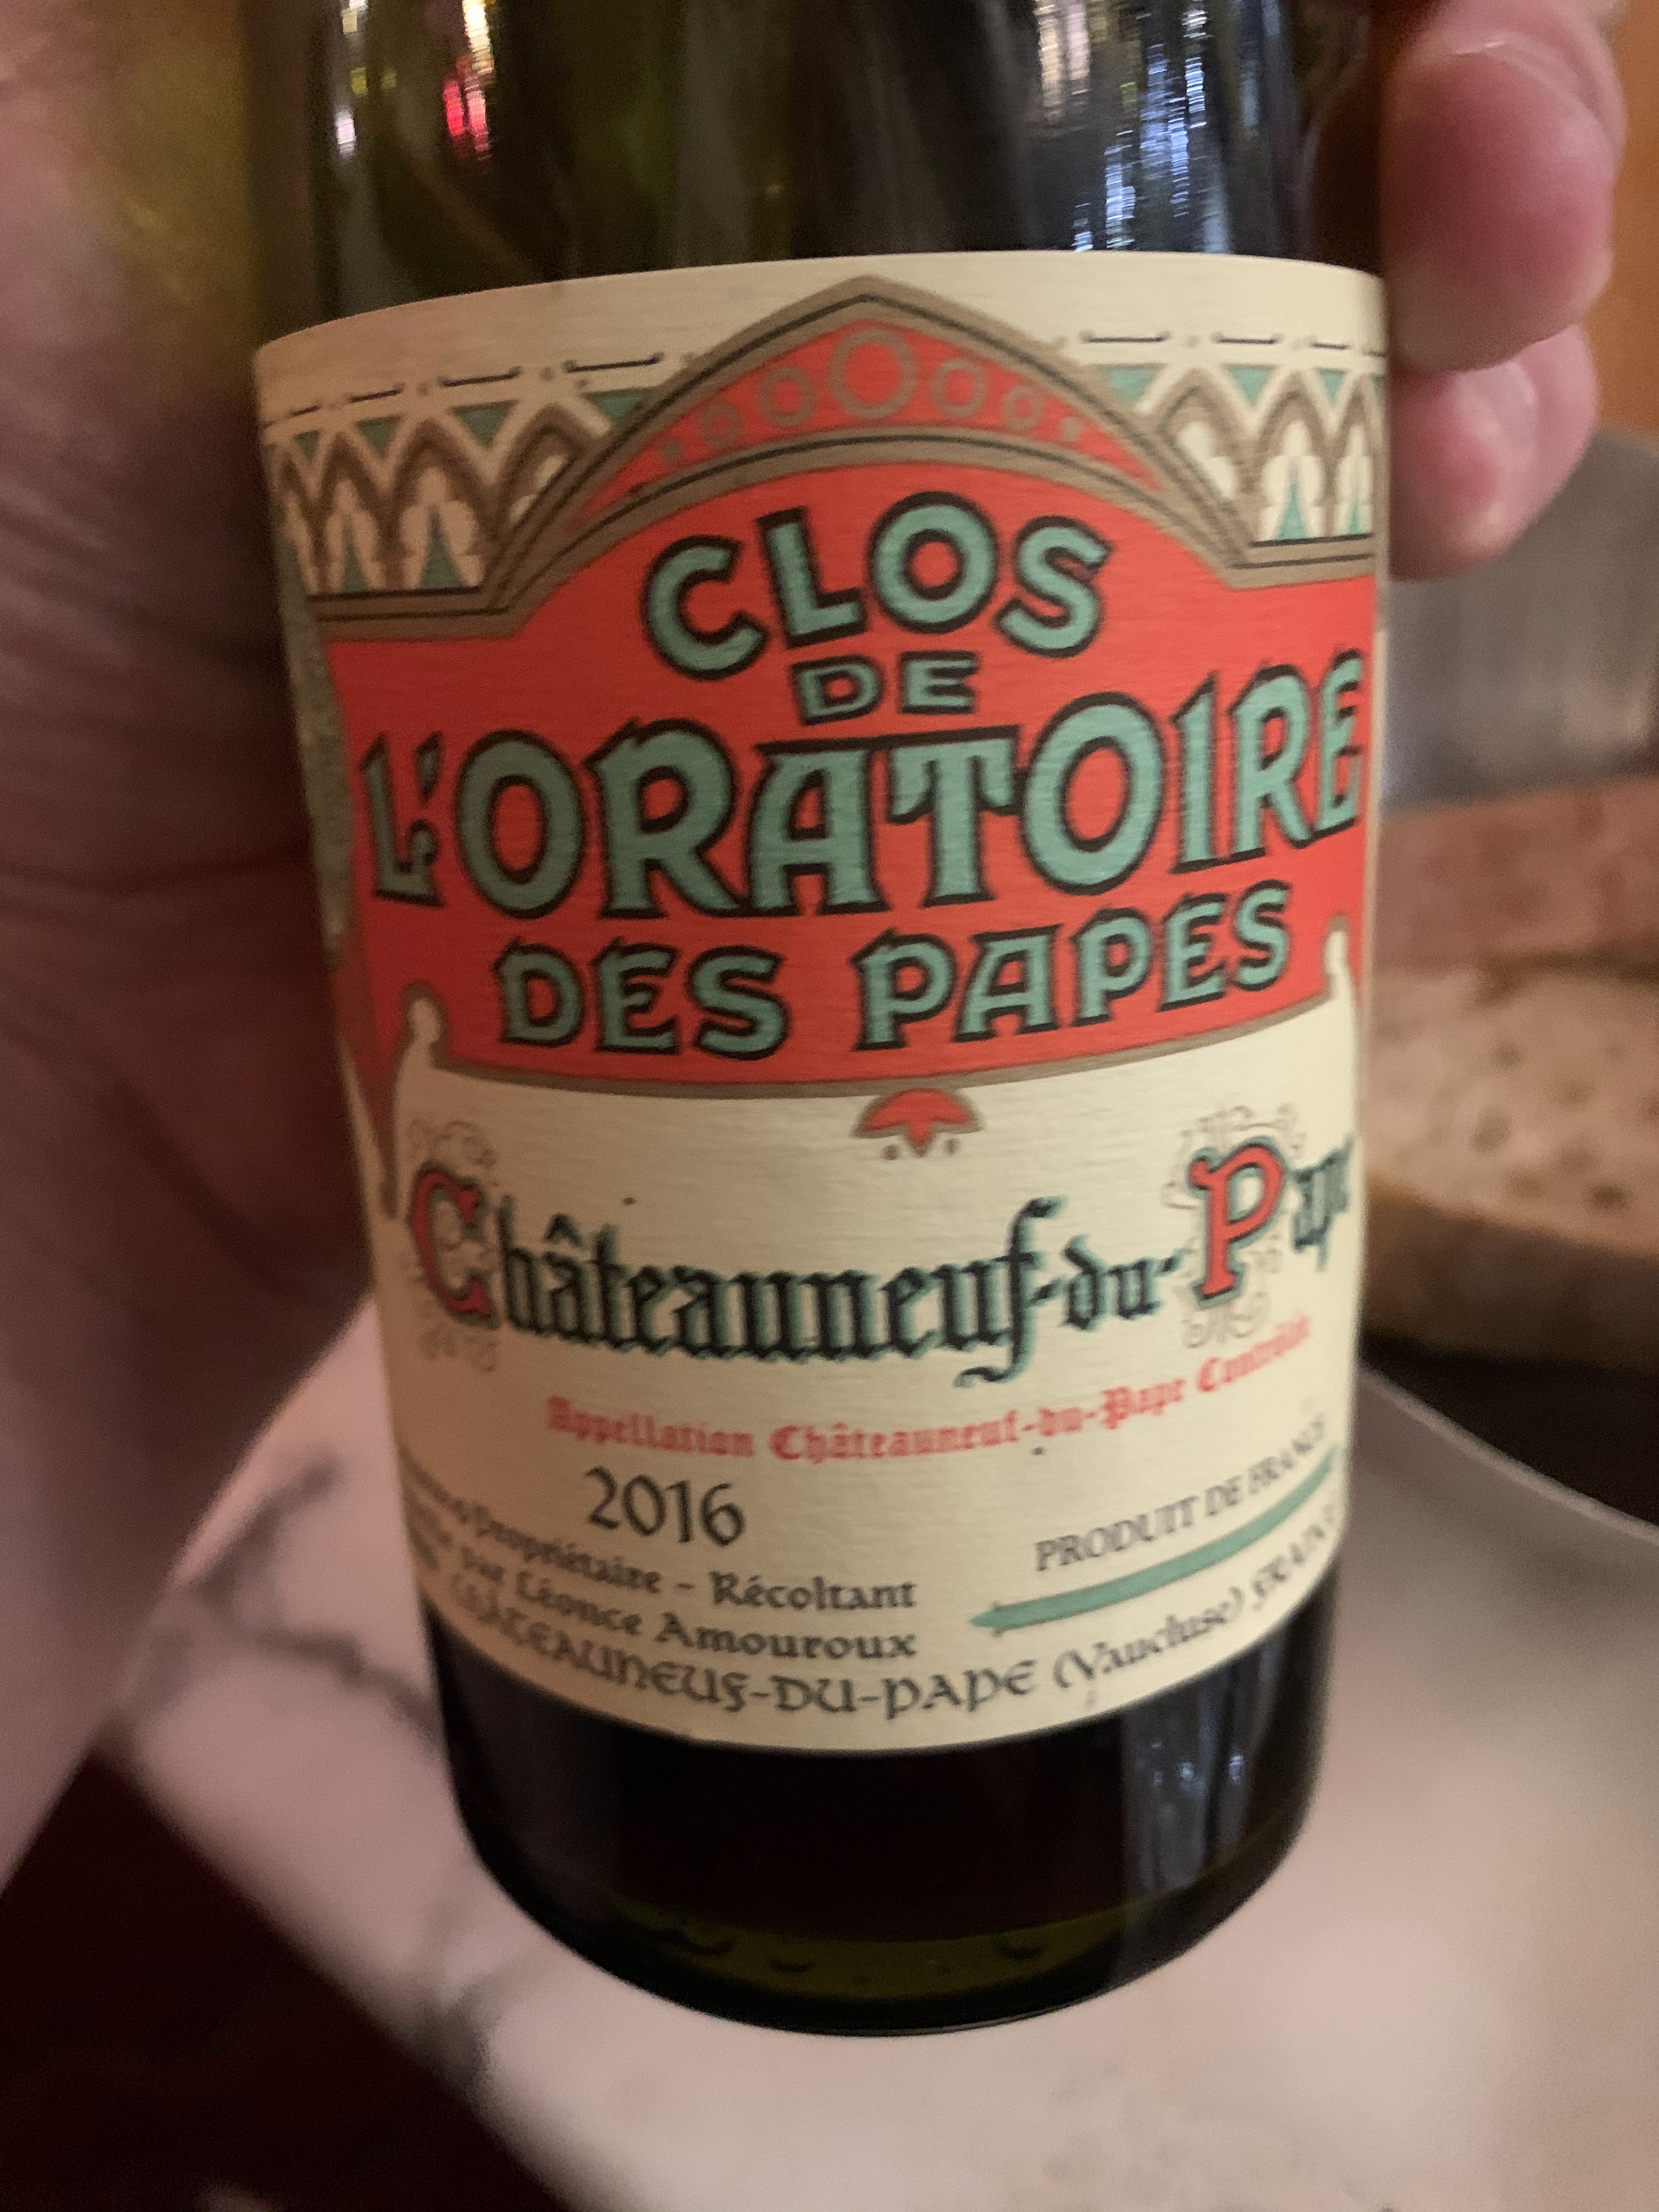 CLOS
DE
L'ORATOIRE
DES PAPES
Châteauneuf-du-Pape
Appellation Châteauneuf-du-Pape Contrôlée
2016
Propriétaire - Récoltant
par Léonce Amouroux
PRODUIT DE FRANCE
CHÂTEAUNEUF-DU-PAPE (Vaucluse) FRANCE